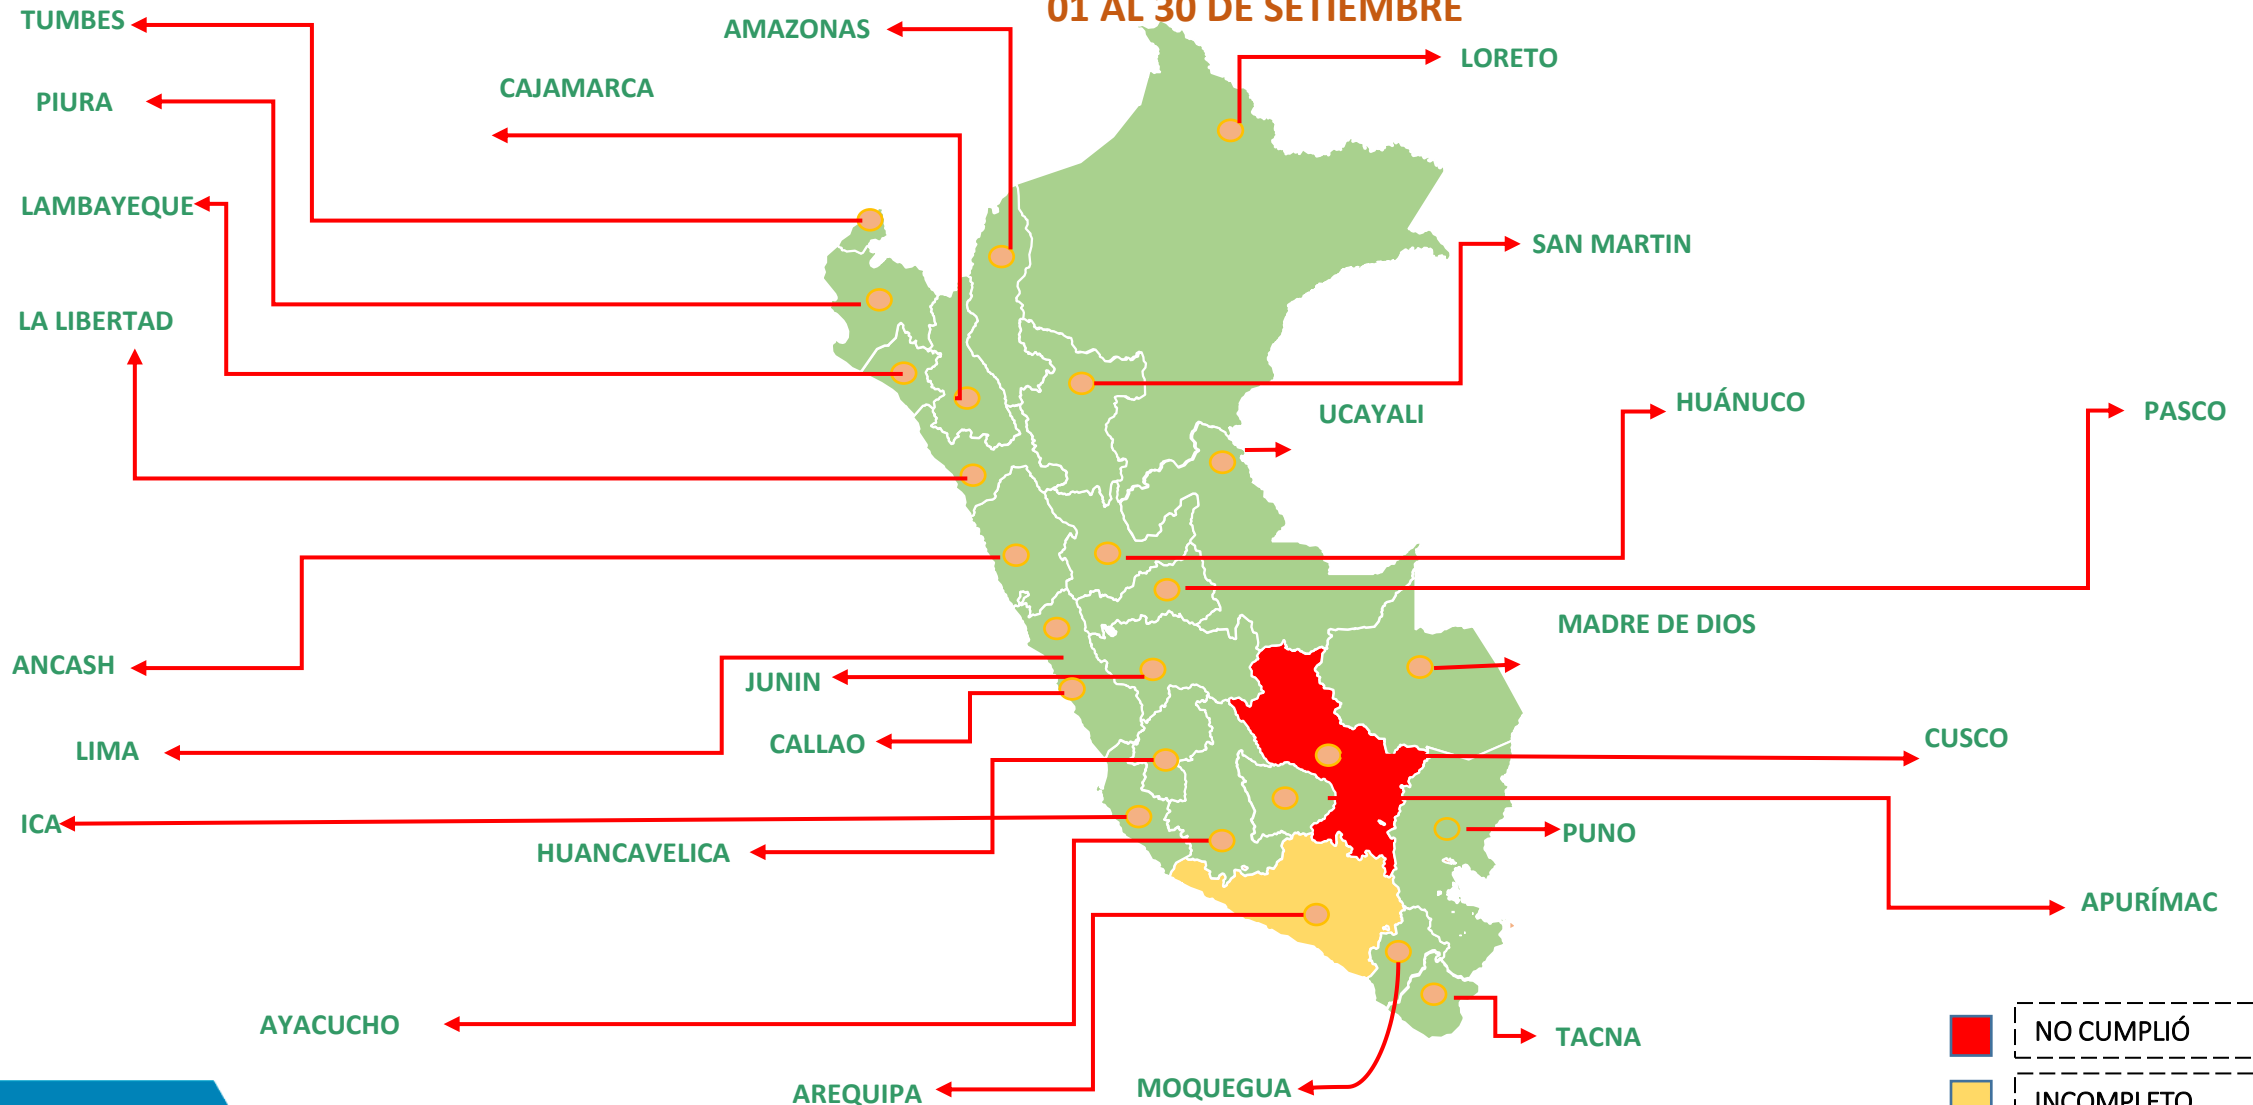 01 AL 30 DE SETIEMBRE
TUMBES
AMAZONAS
LORETO
CAJAMARCA
PIURA
LAMBAYEQUE
SAN MARTIN
LA LIBERTAD
UCAYALI
HUÁNUCO
PASCO
MADRE DE DIOS
ANCASH
JUNIN
LIMA
CALLAO
CUSCO
ICA
HUANCAVELICA
PUNO
APURÍMAC
AYACUCHO
TACNA
AREQUIPA
MOQUEGUA
NO CUMPLIÓ
INCOMPLETO